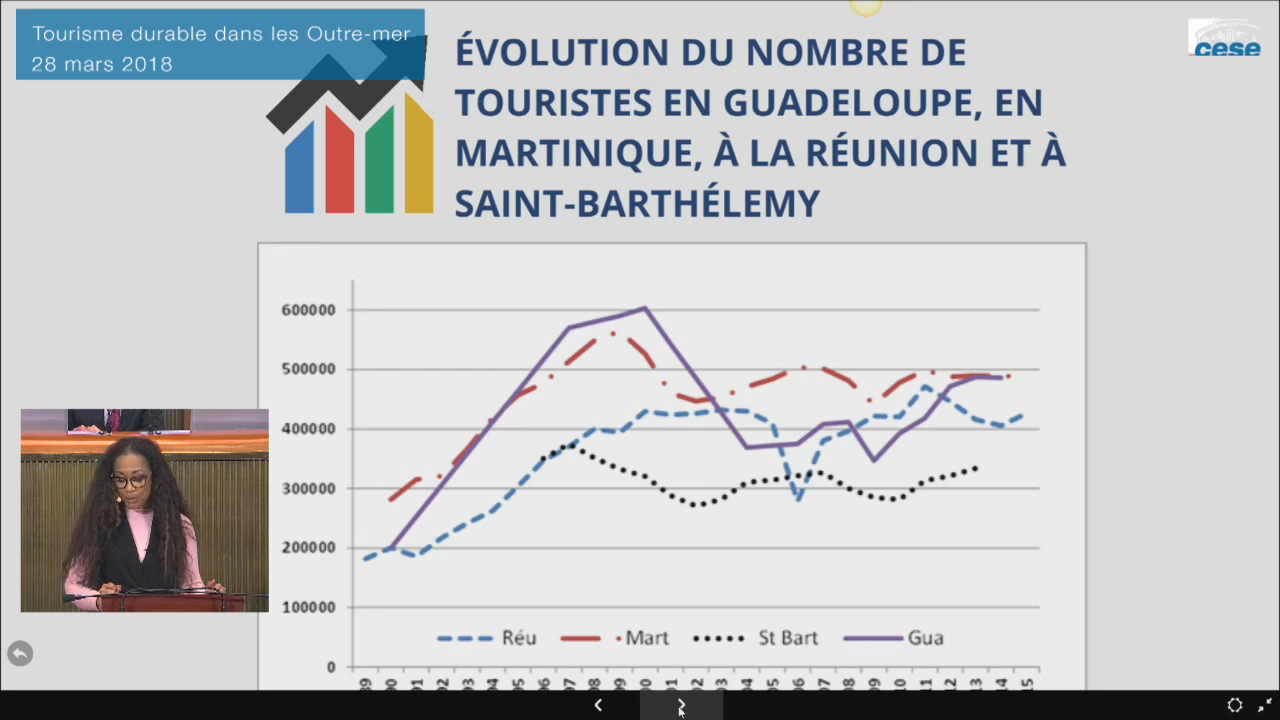 Tourisme durable dans les Outre-mer
28 mars 2018
cese
ÉVOLUTION DU NOMBRE DE
TOURISTES EN GUADELOUPE, EN
MARTINIQUE, À LA RÉUNION ET À
SAINT-BARTHÉLEMY
600000
500000
400000
300000
200000
100000
0
Réu
Mart
St Bart
Gua